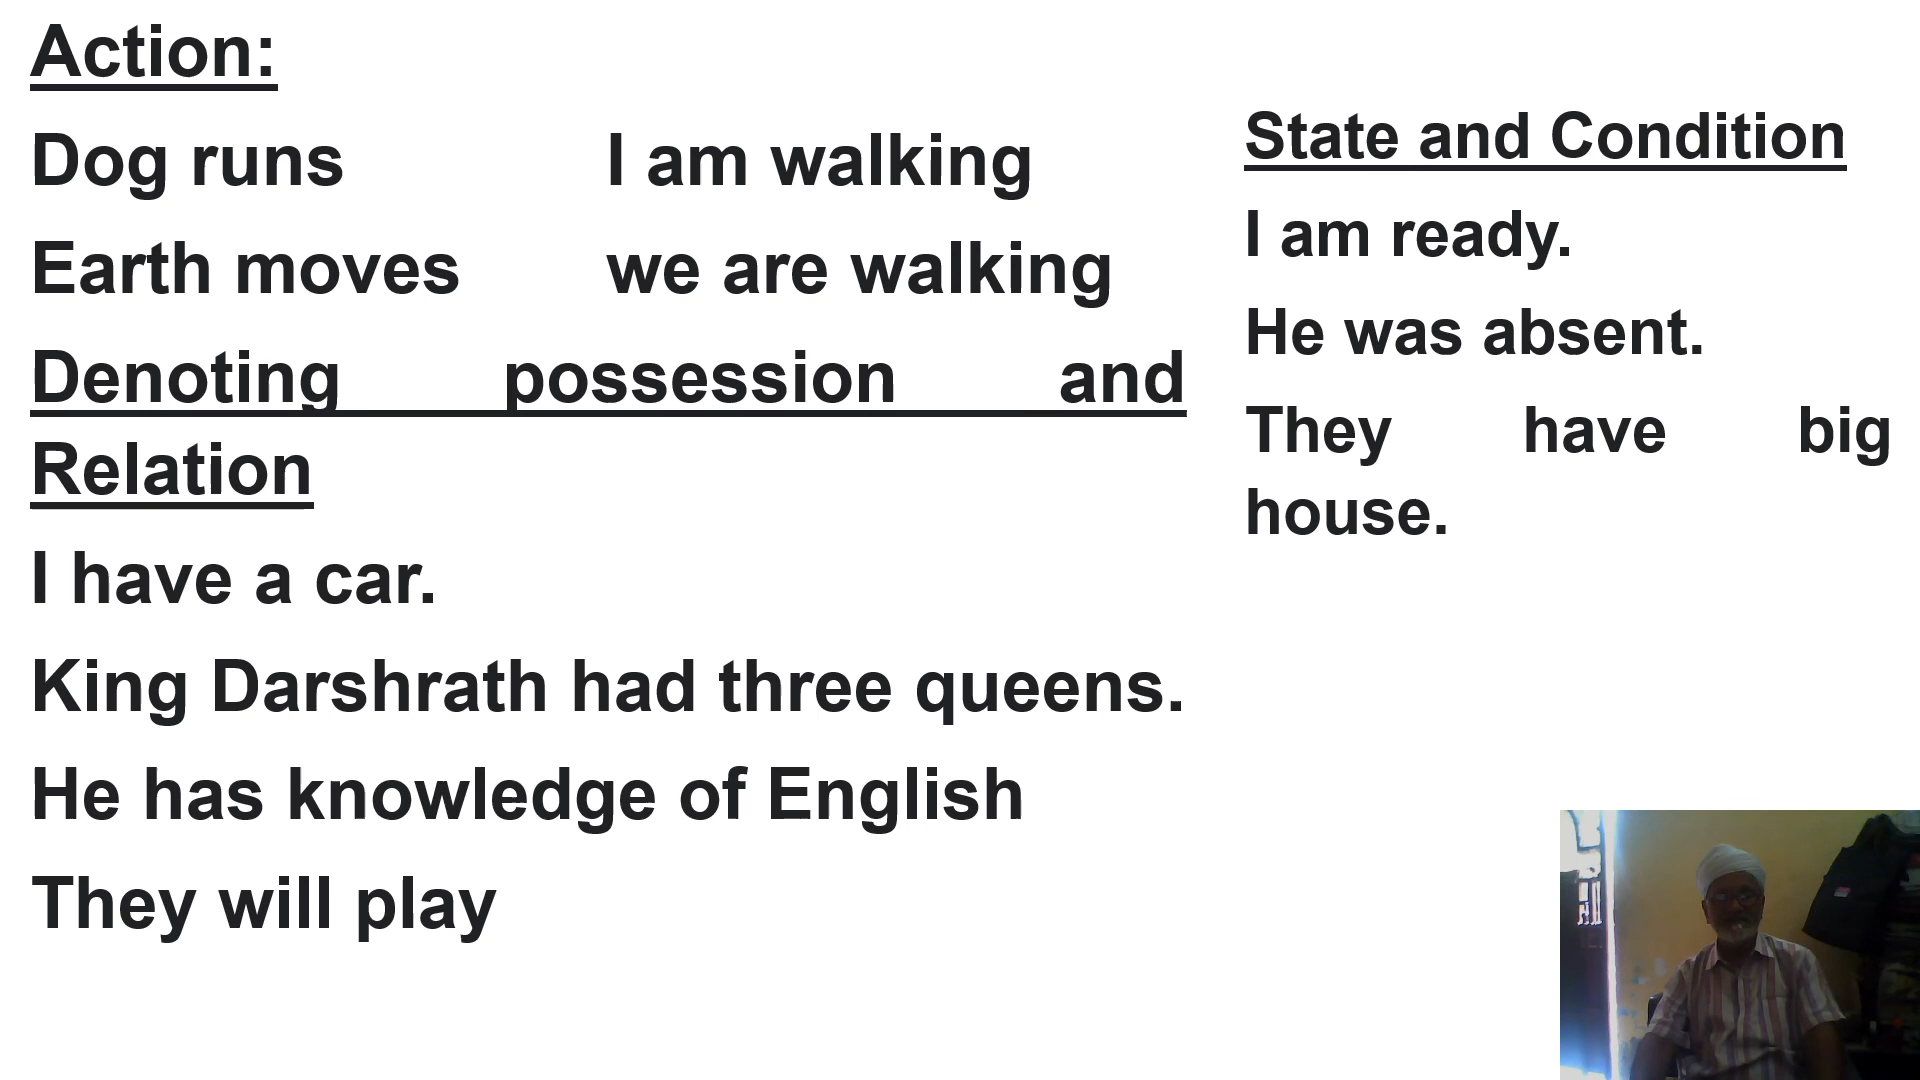 Action:
Dog runs I am walking
Earth moves we are walking
Denoting possession and
Relation
I have a car.
King Darshrath had three queens.
He has knowledge of English
They will play
State and Condition
I am ready.
He was absent.
They have big
house.